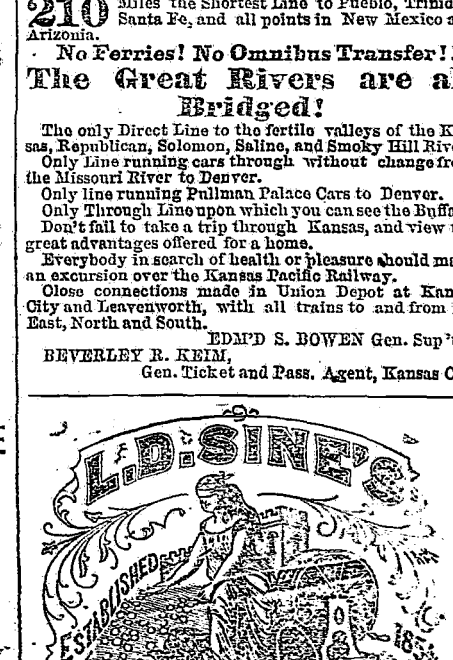 210 Miles the Shortest Line to Pueblo, Trinid
Santa Fe, and all points in New Mexico a
Arizonia.
No Ferries! No Omnibus Transfer!
The Great Rivers are al
Bridged!
The only Direct Line to the fertile valleys of the K
sas, Republican, Solomon, Saline, and Smoky Hill Riv
Only Line running cars through without change fr
the Missouri River to Denver.
Only line running Pullman Palace Cars to Denver.
Only Through Line upon which you can see the Buffa
Don't fail to take a trip through Kansas, and view
great advantages offered for a home.
Everybody in search of health or pleasure should ma
an excursion over the Kansas Pacific Railway.
Close connections made in Union Depot at Kan
City and Leavenworth, with all trains to and from
East, North and South.
EDM'D S. BOWEN Gen. Sup't
BEVERLEY R. KEIM,
Gen. Ticket and Pass. Agent, Kansas C
L.D. SINE'S
ESTABLISHED